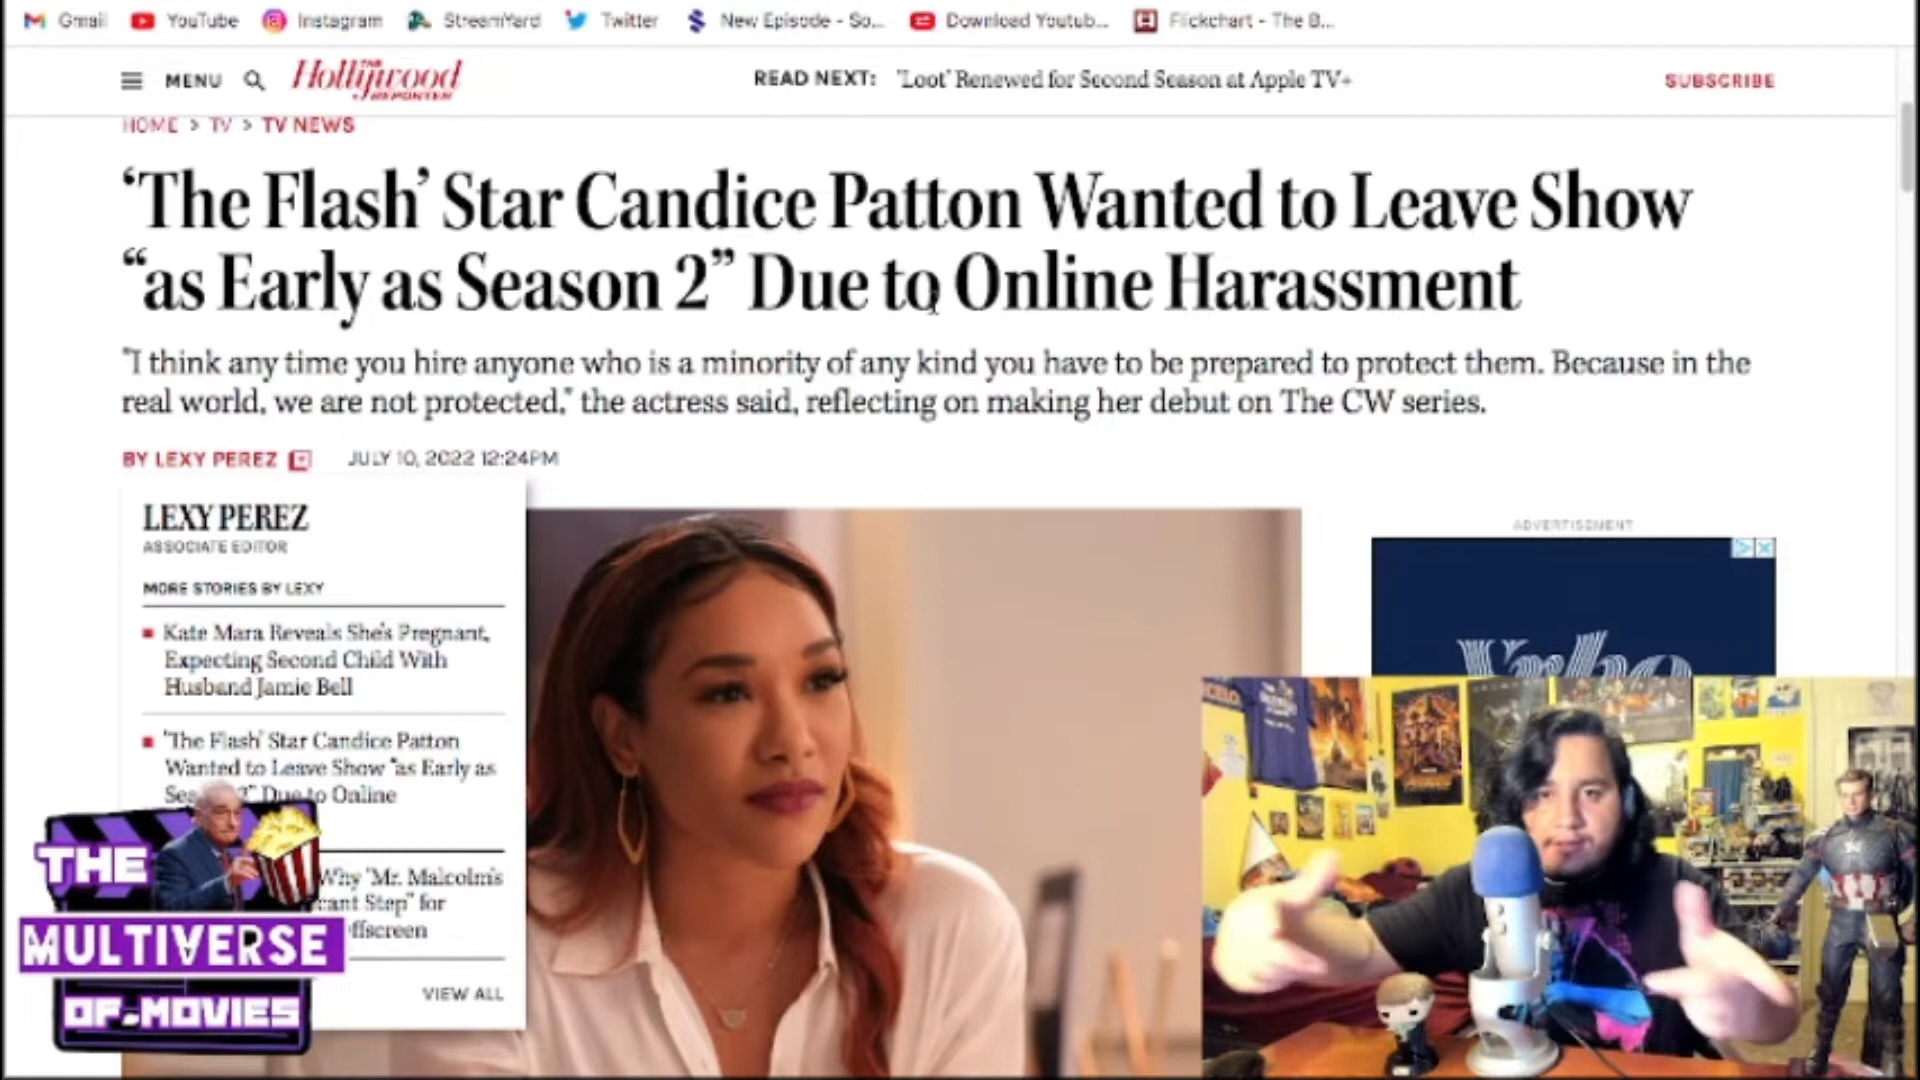 Gmail YouTube Instagram StreamYard Twitter New Episode - So... Download Youtub... Flickchart - The B...
MENU The Hollywood REPORTER READ NEXT: 'Loot' Renewed for Second Season at Apple TV+ SUBSCRIBE
HOME > TV > TV NEWS
‘The Flash’ Star Candice Patton Wanted to Leave Show
“as Early as Season 2” Due to Online Harassment
"I think any time you hire anyone who is a minority of any kind you have to be prepared to protect them. Because in the
real world, we are not protected," the actress said, reflecting on making her debut on The CW series.
BY LEXY PEREZ JULY 10, 2022 12:24PM
LEXY PEREZ
ASSOCIATE EDITOR
MORE STORIES BY LEXY
Kate Mara Reveals She's Pregnant,
Expecting Second Child With
Husband Jamie Bell
'The Flash' Star Candice Patton
Wanted to Leave Show "as Early as
2" Due to Online
Why 'Mr. Malcolm's
Step" for
VIEW ALL
ADVERTISEMENT
Vrbo
THE
MULTIVERSE
OF-MOVIES